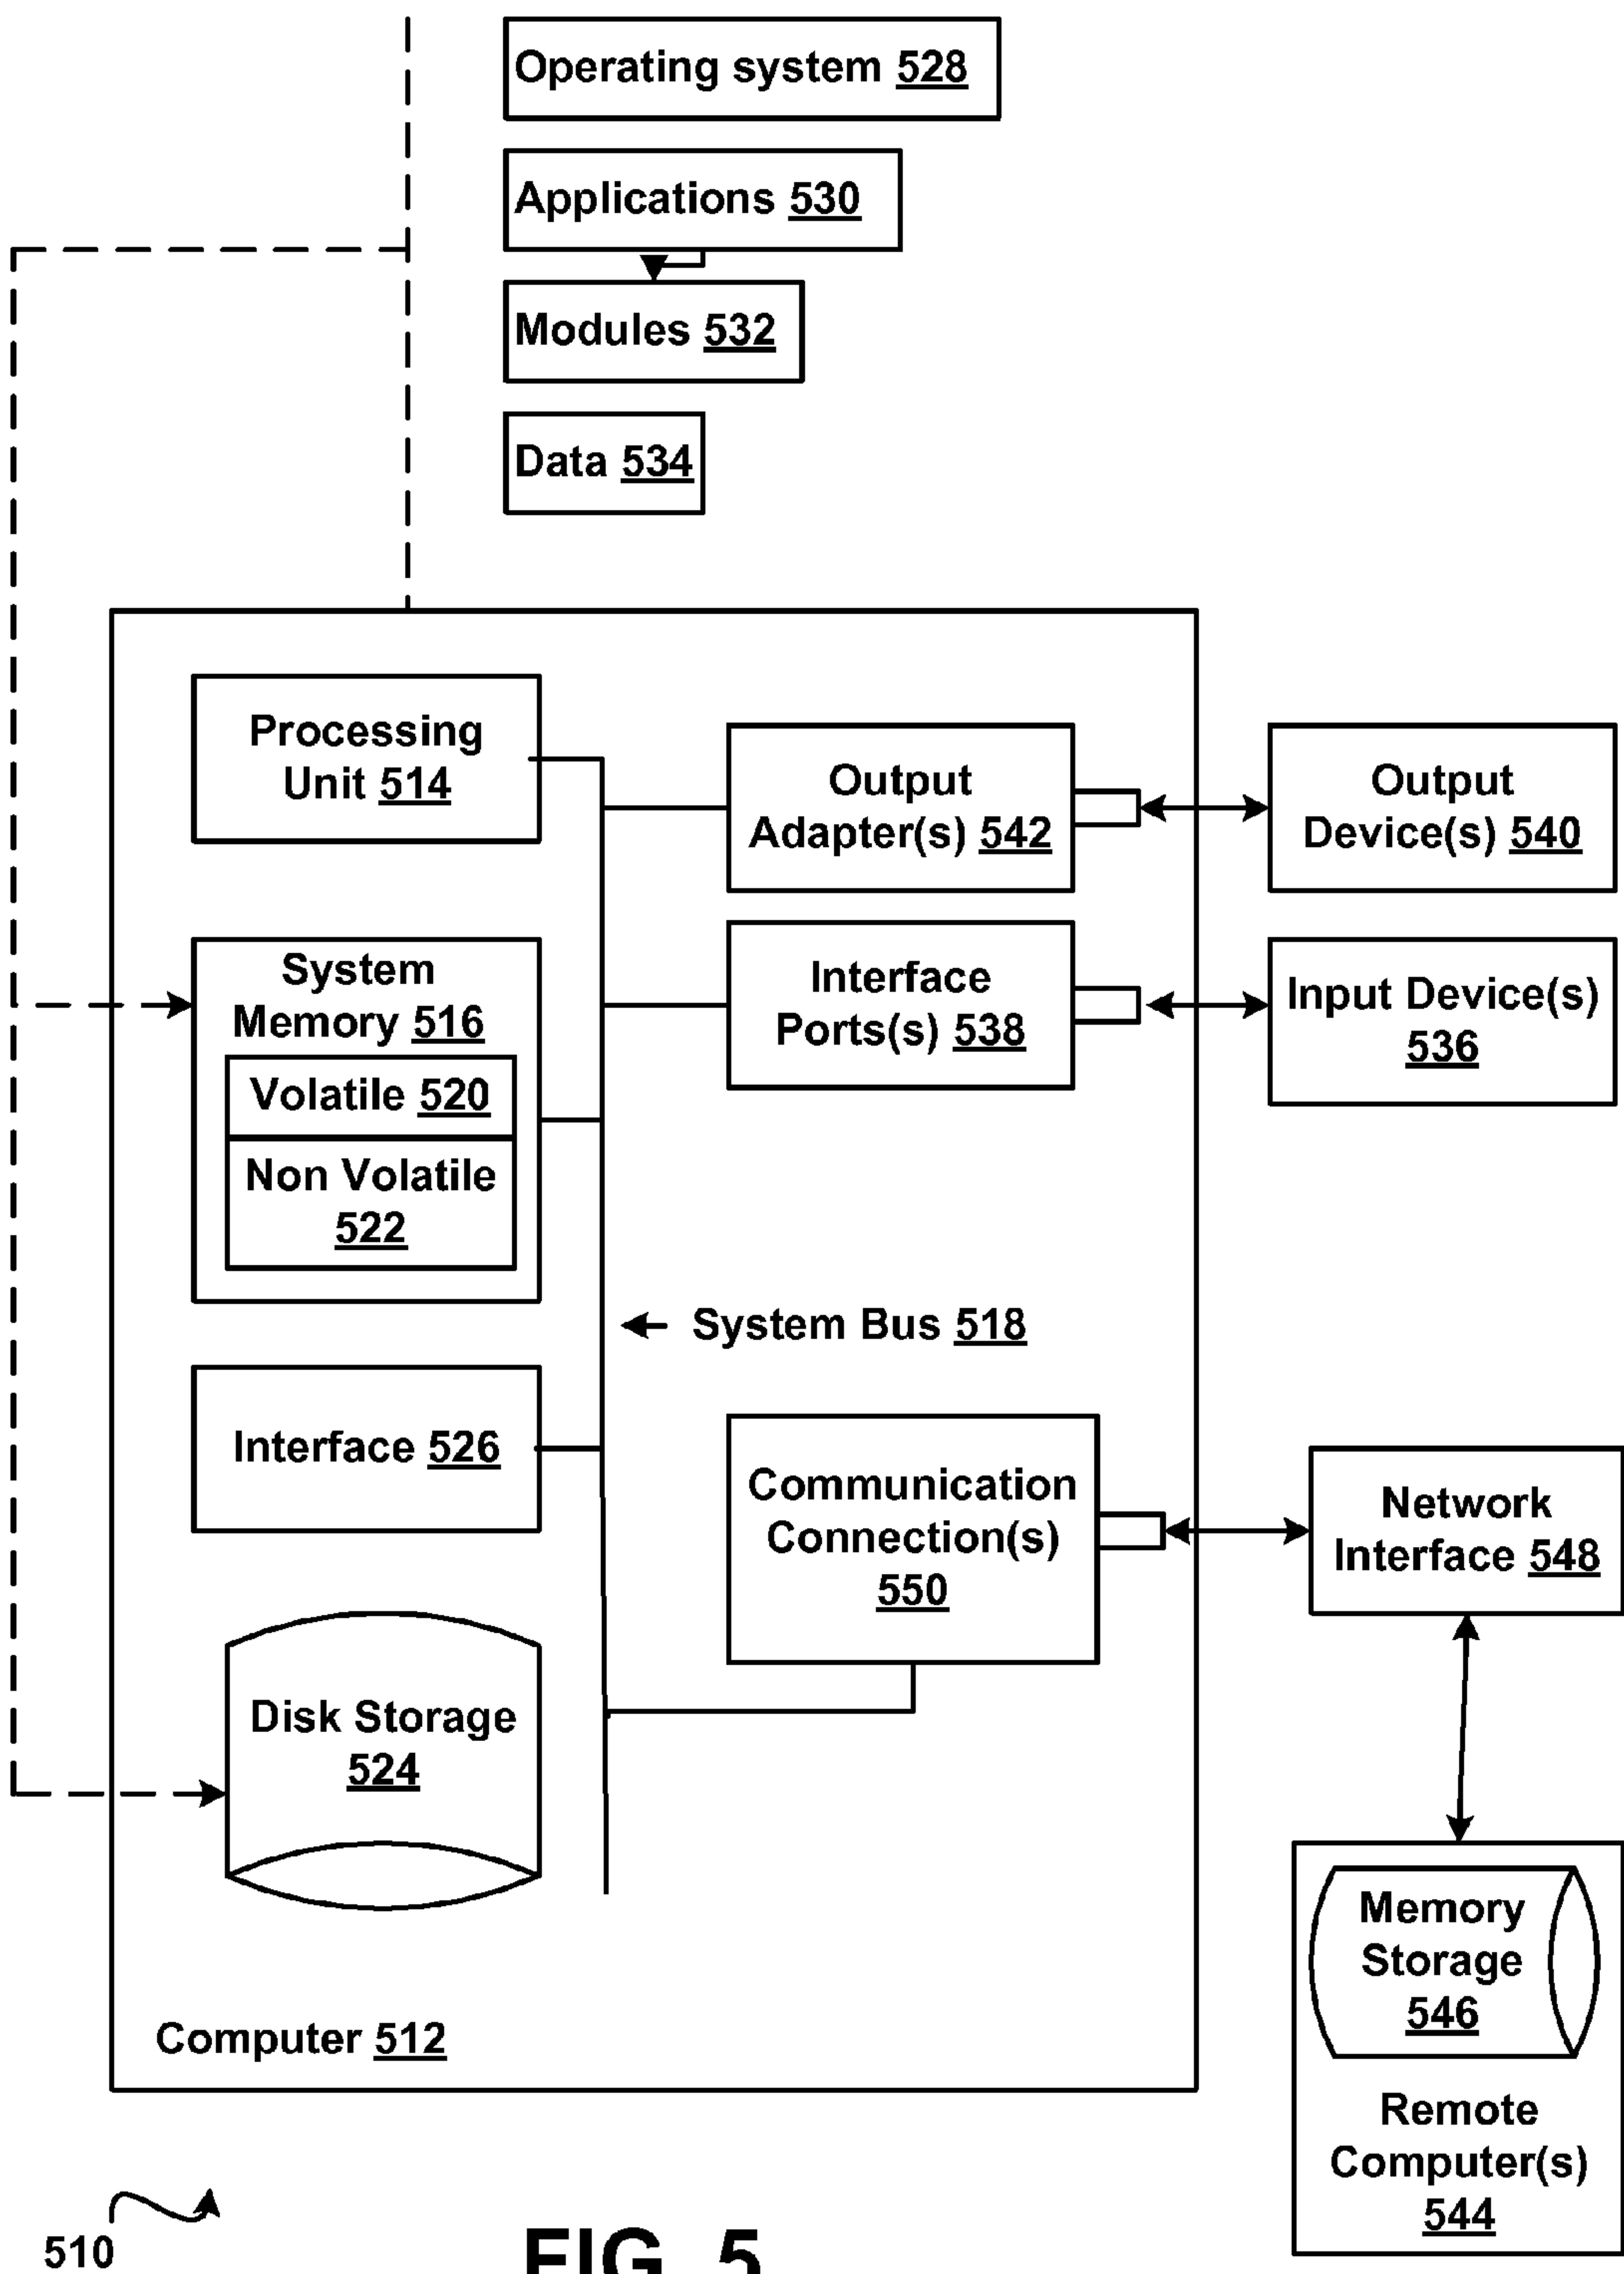 Operating system 528
Applications 530
Modules 532
Data 534
Processing
Unit 514
Output
Adapter(s) 542
Output
Device(s) 540
System
Memory 516
Volatile 520
Non Volatile
522
Interface
Ports(s) 538
Input Device(s)
536
System Bus 518
Interface 526
Communication
Connection(s)
550
Network
Interface 548
Disk Storage
524
Memory
Storage
546
Remote
Computer(s)
544
Computer 512
510
FIG. 5